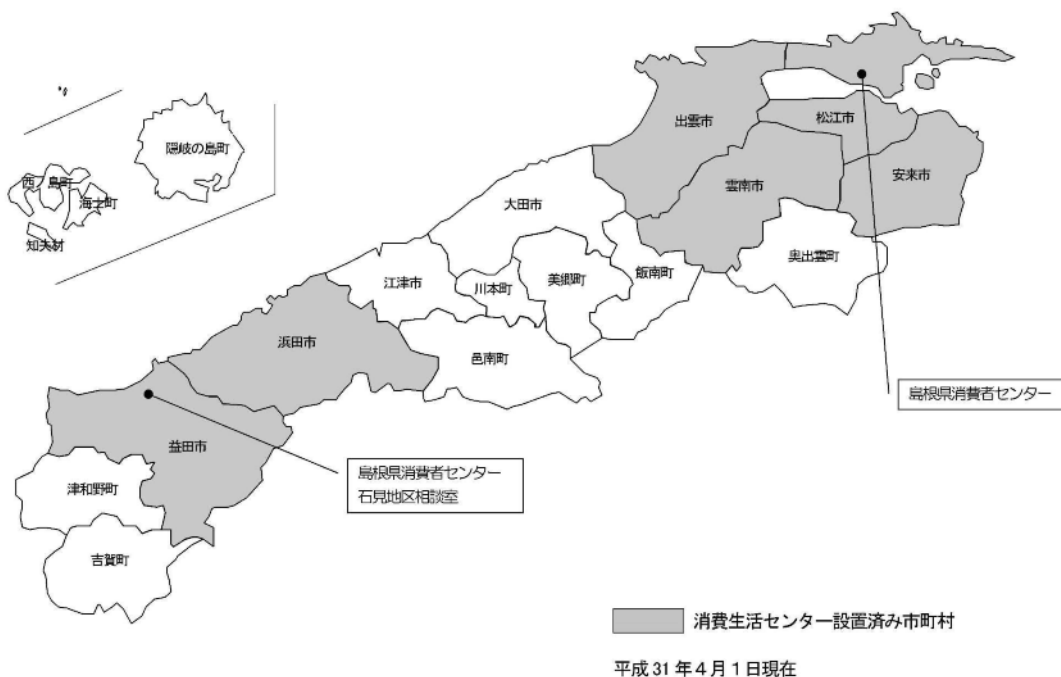 隠岐の島町
西ノ島町
海士町
知夫村
出雲市
松江市
安来市
雲南市
奥出雲町
大田市
飯南町
美郷町
川本町
江津市
邑南町
浜田市
益田市
津和野町
吉賀町
島根県消費者センター
島根県消費者センター
石見地区相談室
消費生活センター設置済み市町村
平成 31 年 4 月 1 日現在